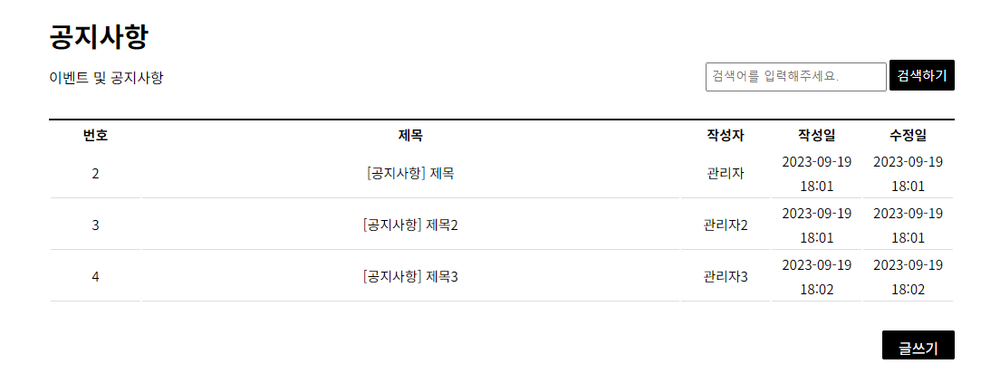 공지사항
이벤트 및 공지사항
검색어를 입력해주세요. 검색하기
번호 제목 작성자 작성일 수정일
2 [공지사항] 제목 관리자 2023-09-19 18:01 2023-09-19 18:01
3 [공지사항] 제목2 관리자2 2023-09-19 18:01 2023-09-19 18:01
4 [공지사항] 제목3 관리자3 2023-09-19 18:02 2023-09-19 18:02
글쓰기